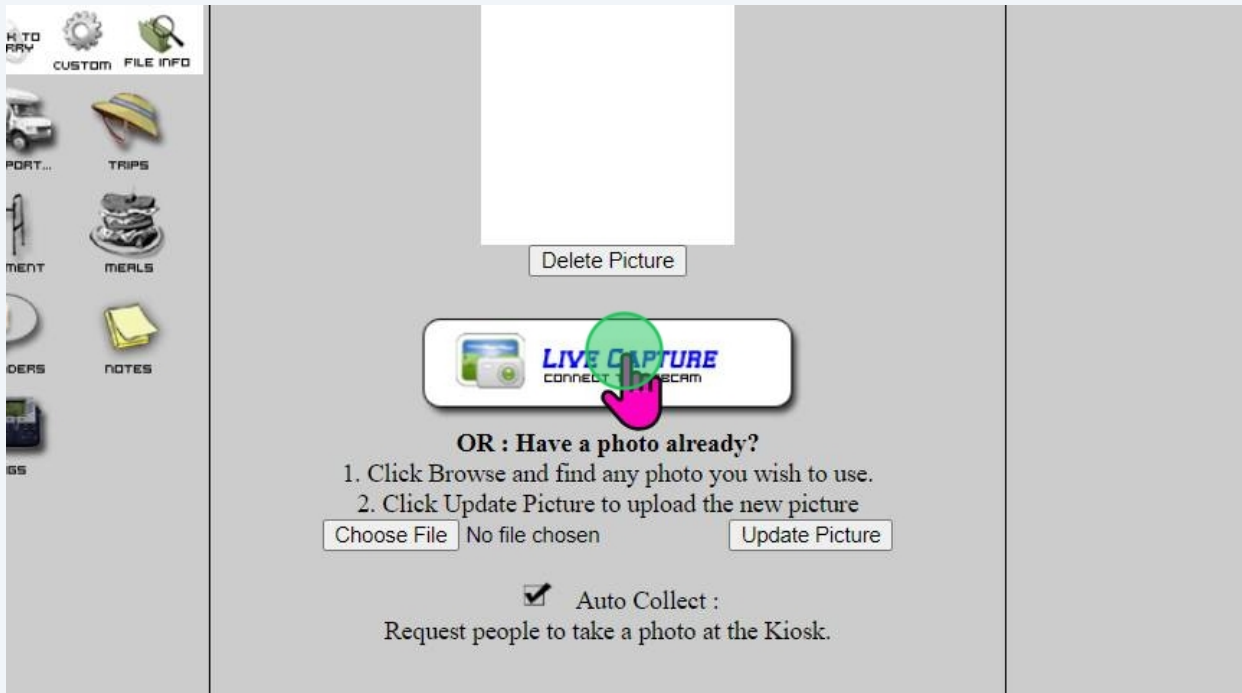 CUSTOM
FILE INFO
TRIPS
MEALS
NOTES
Delete Picture
LIVE CAPTURE
CONNECT
OR : Have a photo already?
1. Click Browse and find any photo you wish to use.
2. Click Update Picture to upload the new picture
Choose File No file chosen Update Picture
Auto Collect :
Request people to take a photo at the Kiosk.